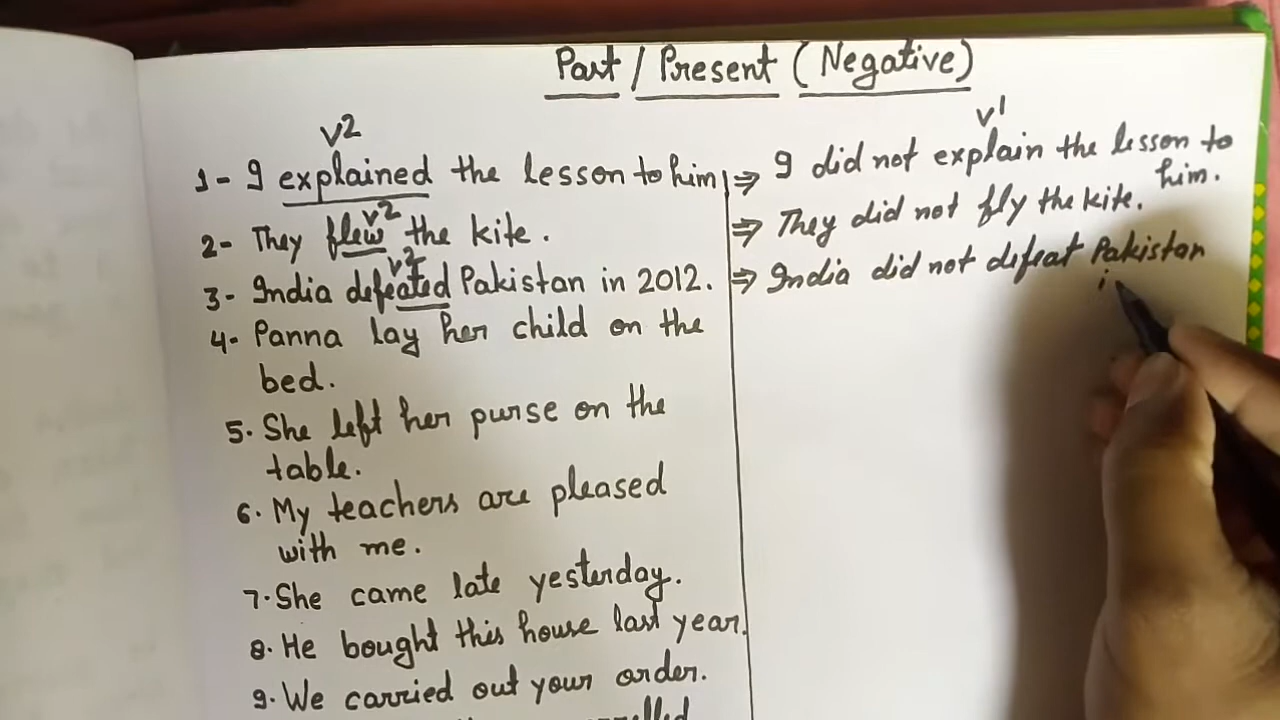 Past / Present (Negative)
v2
v1
1- I explained the lesson to him, ⇒ I did not explain the lesson to
him.
v2
2- They flew the kite. ⇒ They did not fly the kite.
v2
3- India defeated Pakistan in 2012. ⇒ India did not defeat Pakistan
i
4- Panna lay her child on the
bed.
5. She left her purse on the
table.
6. My teachers are pleased
with me.
7. She came late yesterday.
8. He bought this house last year.
9. We carried out your order.